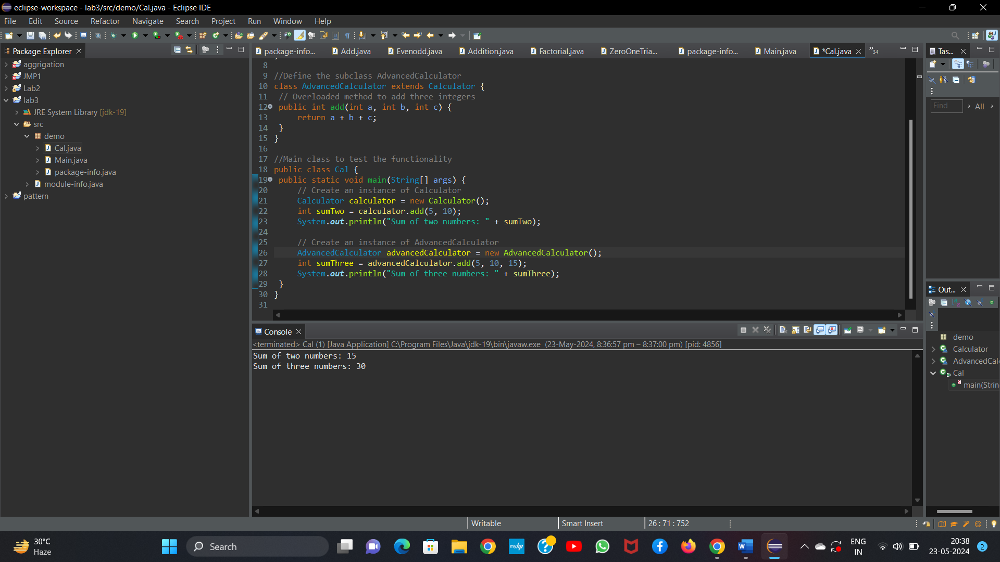 eclipse-workspace - lab3/src/demo/Cal.java - Eclipse IDE
File Edit Source Refactor Navigate Search Project Run Window Help
Package Explorer
aggrigation
JMP1
Lab2
lab3
JRE System Library [jdk-19]
src
demo
Cal.java
Main.java
package-info.java
module-info.java
pattern
package-info... Add.java Evenodd.java Addition.java Factorial.java ZeroOneTria... package-info... Main.java *Cal.java 34
8
9 //Define the subclass AdvancedCalculator
10 class AdvancedCalculator extends Calculator {
11 // Overloaded method to add three integers
12 public int add(int a, int b, int c) {
13 return a + b + c;
14 }
15 }
16
17 //Main class to test the functionality
18 public class Cal {
19 public static void main(String[] args) {
20 // Create an instance of Calculator
21 Calculator calculator = new Calculator();
22 int sumTwo = calculator.add(5, 10);
23 System.out.println("Sum of two numbers: " + sumTwo);
24
25 // Create an instance of AdvancedCalculator
26 AdvancedCalculator advancedCalculator = new AdvancedCalculator();
27 int sumThree = advancedCalculator.add(5, 10, 15);
28 System.out.println("Sum of three numbers: " + sumThree);
29 }
30 }
31
Console
<terminated> Cal (1) [Java Application] C:\Program Files\Java\jdk-19\bin\javaw.exe (23-May-2024, 8:36:57 pm – 8:37:00 pm) [pid: 4856]
Sum of two numbers: 15
Sum of three numbers: 30
Tas...
Find All
Out...
demo
Calculator
AdvancedCal
Cal
main(Strin
Writable Smart Insert 26 : 71 : 752
30°C
Haze
Search
myhp
ENG
IN
20:38
23-05-2024
2